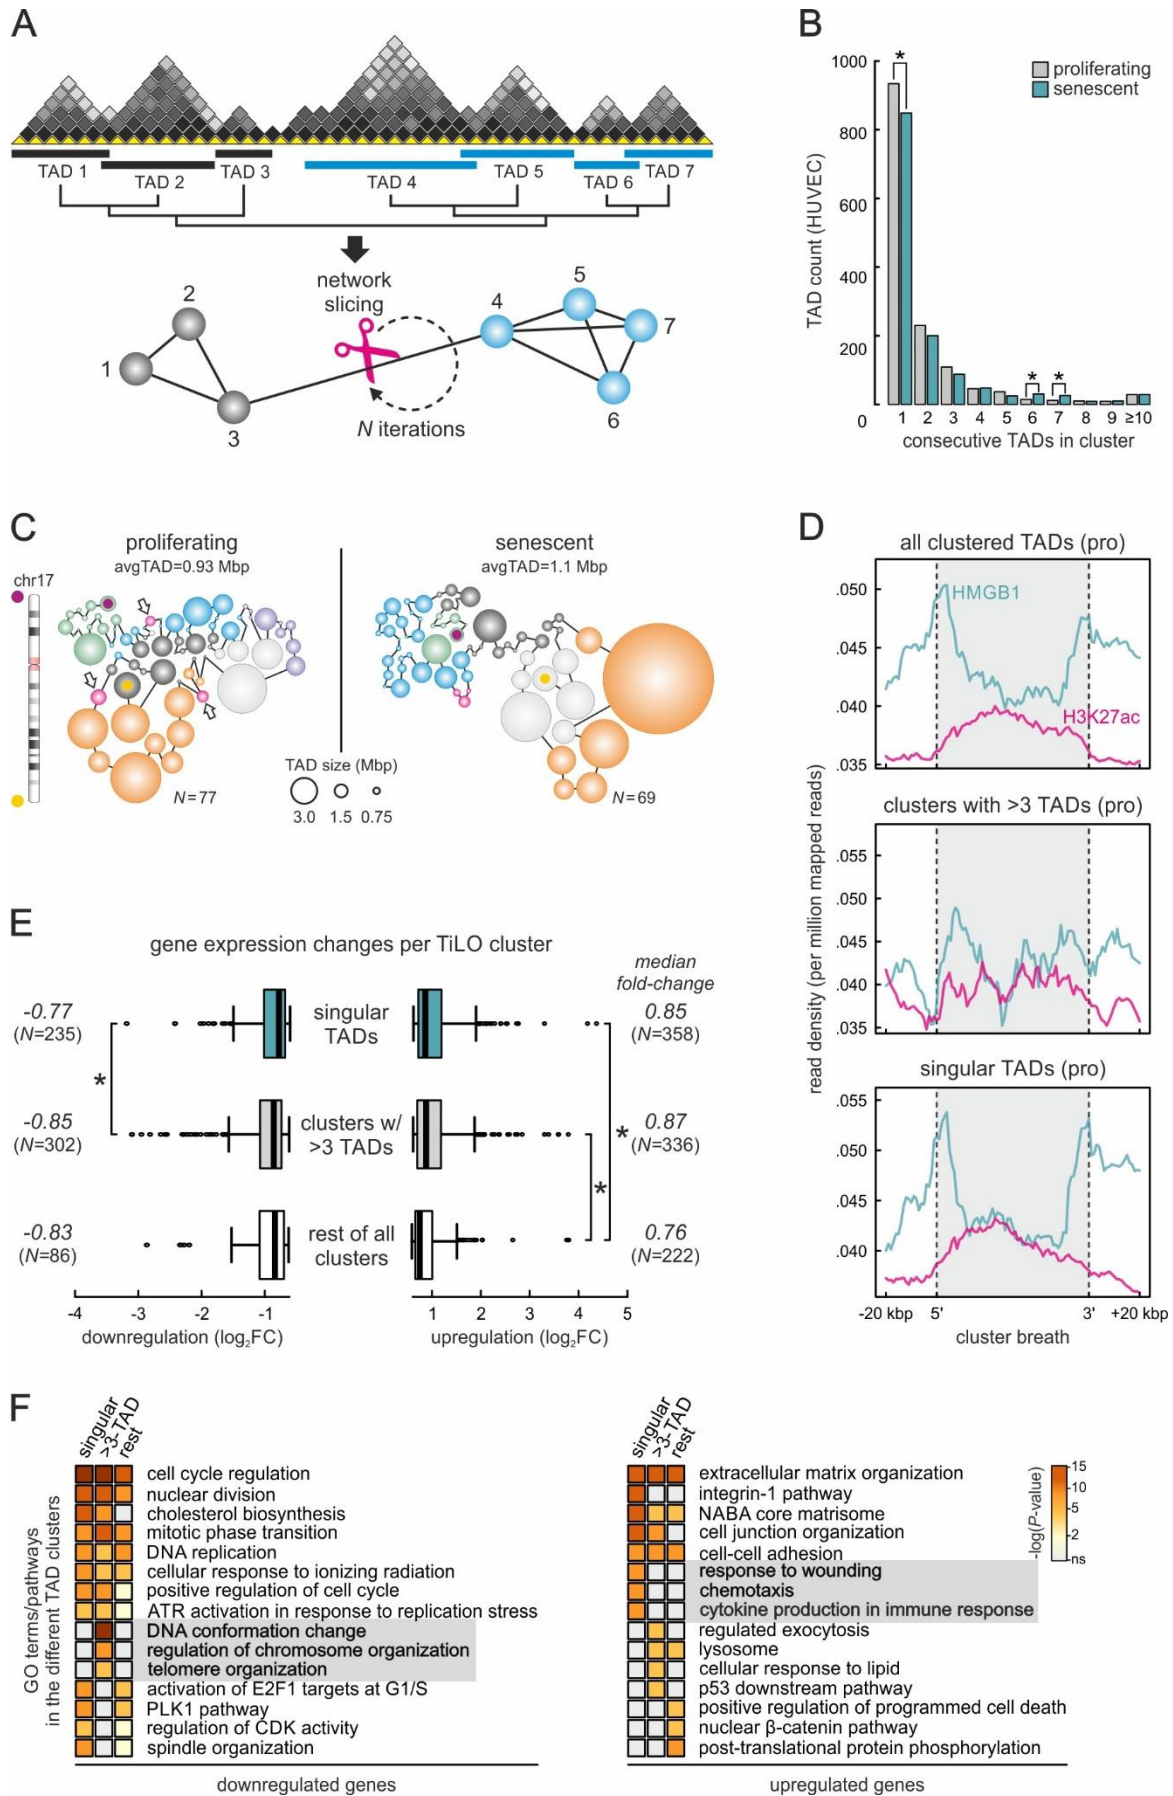 A
TAD 1
TAD 2
TAD 3
TAD 4
TAD 5
TAD 6
TAD 7
network
slicing
1
2
3
4
5
6
7
N iterations
B
proliferating
senescent
TAD count (HUVEC)
1000
800
600
400
200
0
*
*
*
1 2 3 4 5 6 7 8 9 ≥10
consecutive TADs in cluster
C
proliferating
avgTAD=0.93 Mbp
senescent
avgTAD=1.1 Mbp
chr17
N=77
TAD size (Mbp)
3.0 1.5 0.75
N=69
D
read density (per million mapped reads)
all clustered TADs (pro)
HMGB1
H3K27ac
.050
.045
.040
.035
clusters with >3 TADs (pro)
.055
.050
.045
.040
.035
singular TADs (pro)
.055
.050
.045
.040
-20 kbp 5' 3' +20 kbp
cluster breath
E
gene expression changes per TiLO cluster
median
fold-change
-0.77
(N=235)
singular
TADs
0.85
(N=358)
*
-0.85
(N=302)
clusters w/
>3 TADs
0.87
(N=336)
*
*
-0.83
(N=86)
rest of all
clusters
0.76
(N=222)
-4 -3 -2 -1
downregulation (log₂FC)
1 2 3 4 5
upregulation (log₂FC)
F
GO terms/pathways
in the different TAD clusters
singular
>3-TAD
rest
cell cycle regulation
nuclear division
cholesterol biosynthesis
mitotic phase transition
DNA replication
cellular response to ionizing radiation
positive regulation of cell cycle
ATR activation in response to replication stress
DNA conformation change
regulation of chromosome organization
telomere organization
activation of E2F1 targets at G1/S
PLK1 pathway
regulation of CDK activity
spindle organization
downregulated genes
singular
>3-TAD
rest
extracellular matrix organization
integrin-1 pathway
NABA core matrisome
cell junction organization
cell-cell adhesion
response to wounding
chemotaxis
cytokine production in immune response
regulated exocytosis
lysosome
cellular response to lipid
p53 downstream pathway
positive regulation of programmed cell death
nuclear β-catenin pathway
post-translational protein phosphorylation
upregulated genes
-log(P-value)
15
10
5
2
ns